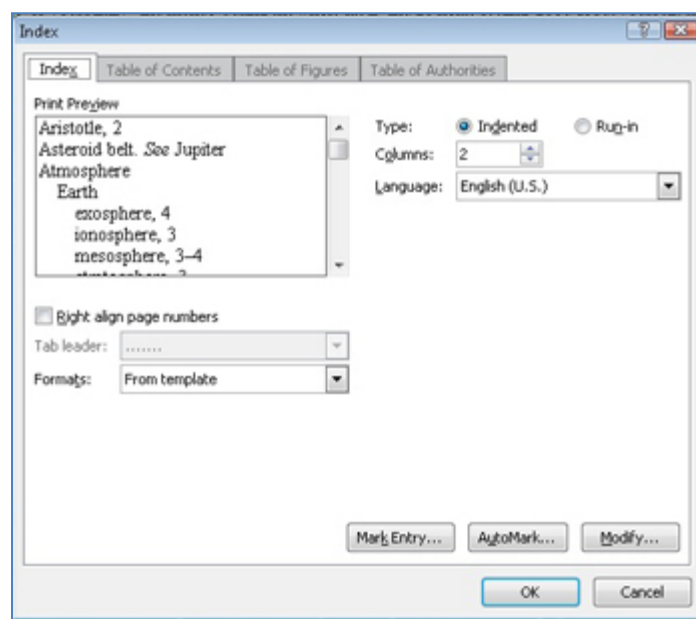 Index
Index Table of Contents Table of Figures Table of Authorities
Print Preview
Aristotle, 2
Asteroid belt. See Jupiter
Atmosphere
Earth
exosphere, 4
ionosphere, 3
mesosphere, 3–4
Type: Indented Run-in
Columns: 2
Language: English (U.S.)
Right align page numbers
Tab leader: .......
Formats: From template
Mark Entry... AutoMark... Modify...
OK Cancel